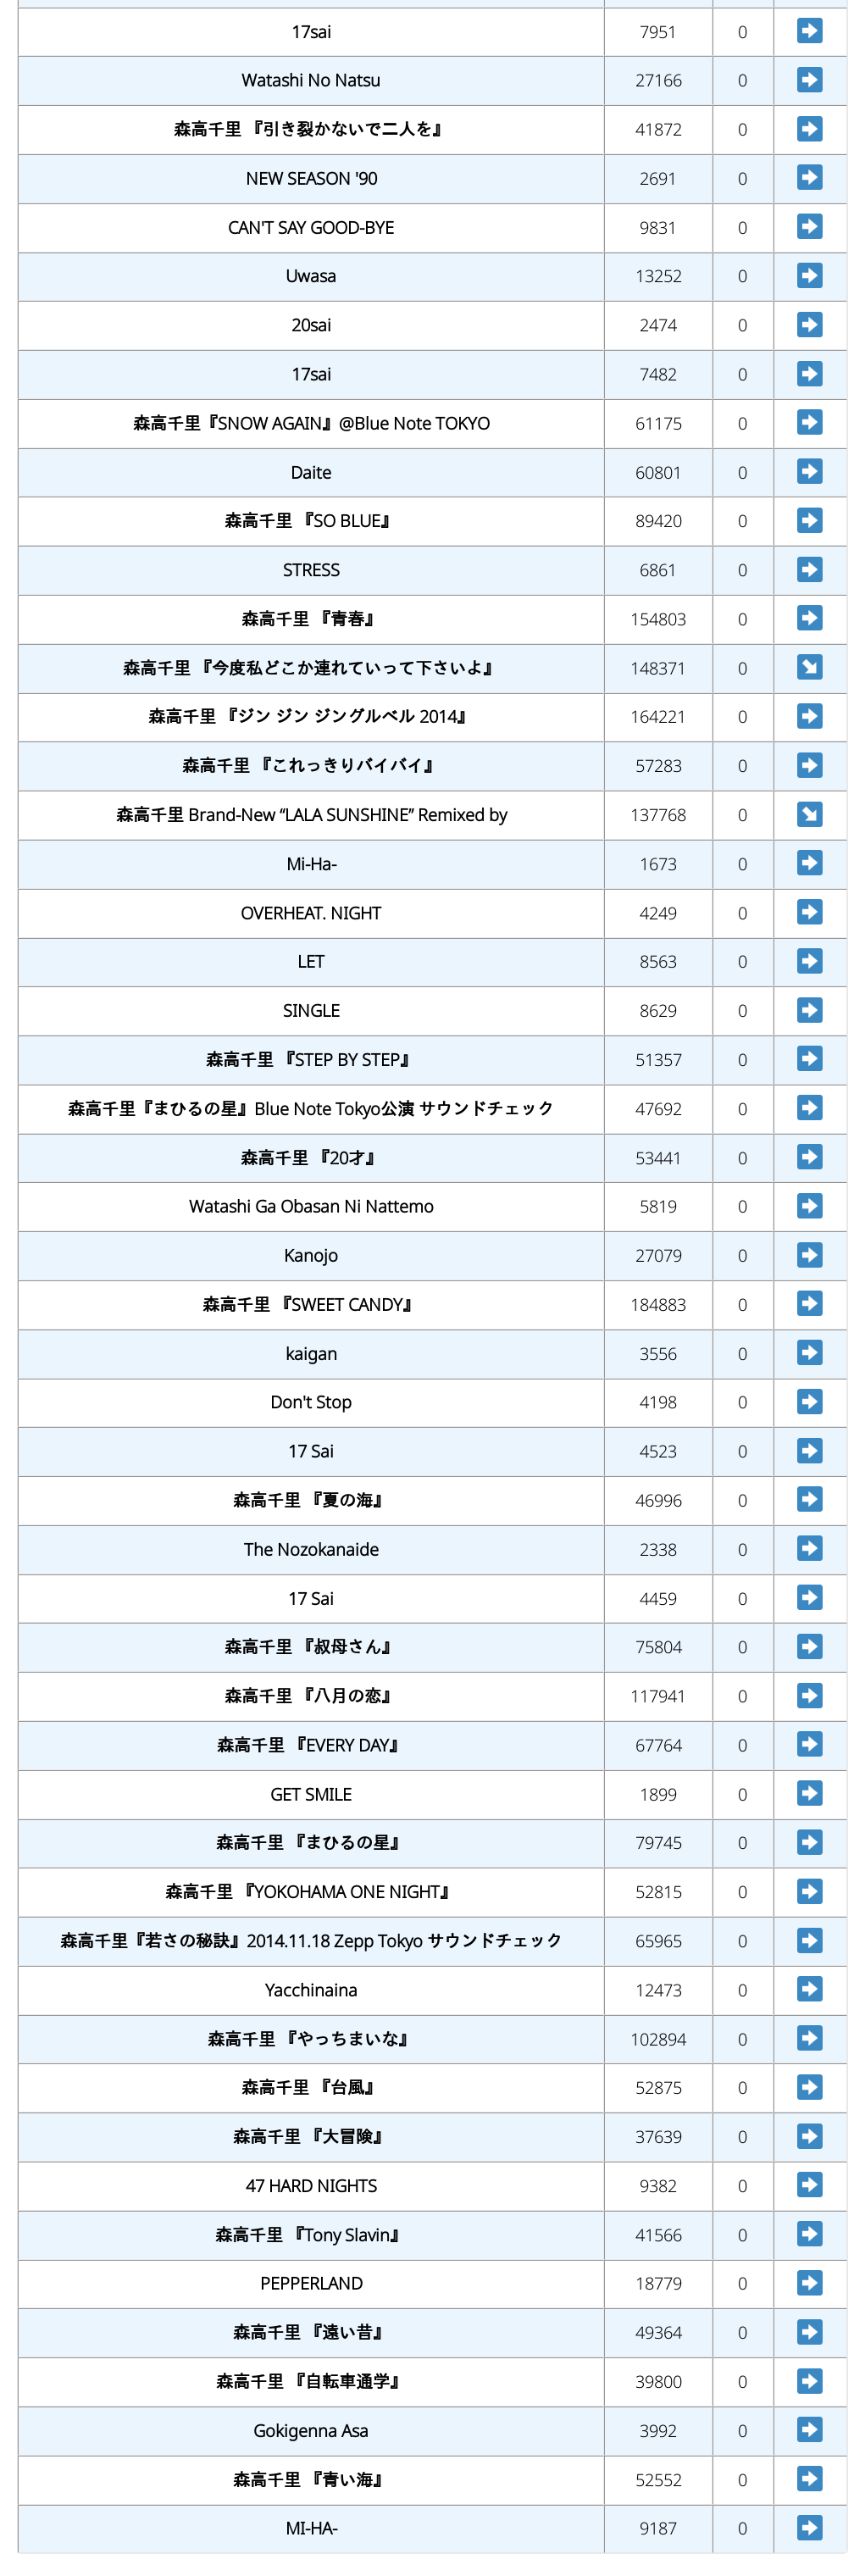 17sai 7951 0
Watashi No Natsu 27166 0
森高千里 『引き裂かないで二人を』 41872 0
NEW SEASON '90 2691 0
CAN'T SAY GOOD-BYE 9831 0
Uwasa 13252 0
20sai 2474 0
17sai 7482 0
森高千里『SNOW AGAIN』@Blue Note TOKYO 61175 0
Daite 60801 0
森高千里 『SO BLUE』 89420 0
STRESS 6861 0
森高千里 『青春』 154803 0
森高千里 『今度私どこか連れていって下さいよ』 148371 0
森高千里 『ジン ジン ジングルベル 2014』 164221 0
森高千里 『これっきりバイバイ』 57283 0
森高千里 Brand-New “LALA SUNSHINE” Remixed by 137768 0
Mi-Ha- 1673 0
OVERHEAT. NIGHT 4249 0
LET 8563 0
SINGLE 8629 0
森高千里 『STEP BY STEP』 51357 0
森高千里『まひるの星』Blue Note Tokyo公演 サウンドチェック 47692 0
森高千里 『20才』 53441 0
Watashi Ga Obasan Ni Nattemo 5819 0
Kanojo 27079 0
森高千里 『SWEET CANDY』 184883 0
kaigan 3556 0
Don't Stop 4198 0
17 Sai 4523 0
森高千里 『夏の海』 46996 0
The Nozokanaide 2338 0
17 Sai 4459 0
森高千里 『叔母さん』 75804 0
森高千里 『八月の恋』 117941 0
森高千里 『EVERY DAY』 67764 0
GET SMILE 1899 0
森高千里 『まひるの星』 79745 0
森高千里 『YOKOHAMA ONE NIGHT』 52815 0
森高千里『若さの秘訣』2014.11.18 Zepp Tokyo サウンドチェック 65965 0
Yacchinaina 12473 0
森高千里 『やっちまいな』 102894 0
森高千里 『台風』 52875 0
森高千里 『大冒険』 37639 0
47 HARD NIGHTS 9382 0
森高千里 『Tony Slavin』 41566 0
PEPPERLAND 18779 0
森高千里 『遠い昔』 49364 0
森高千里 『自転車通学』 39800 0
Gokigenna Asa 3992 0
森高千里 『青い海』 52552 0
MI-HA- 9187 0